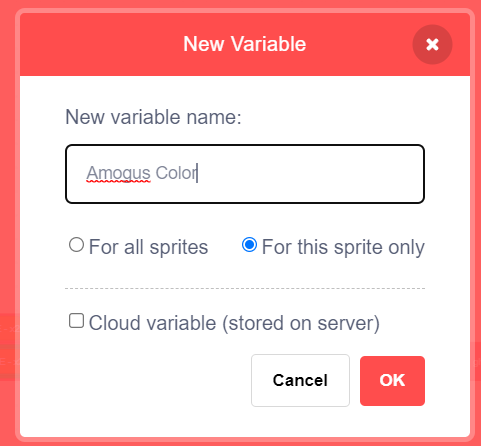 New Variable
New variable name:
Amogus Color
For all sprites For this sprite only
Cloud variable (stored on server)
Cancel OK